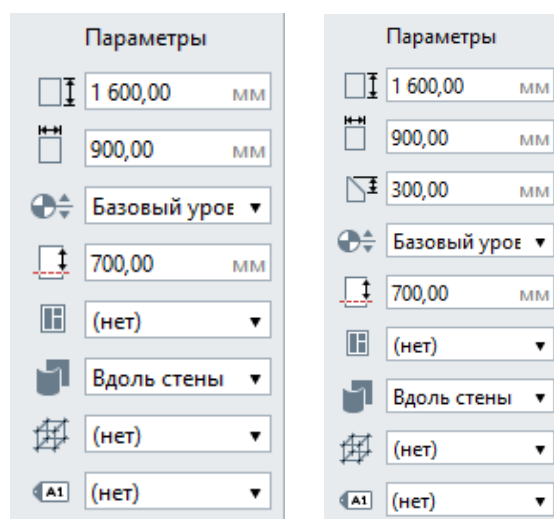 Параметры
1 600,00 мм
900,00 мм
Базовый уров
700,00 мм
(нет)
Вдоль стены
(нет)
A1 (нет)
Параметры
1 600,00 мм
900,00 мм
300,00 мм
Базовый уров
700,00 мм
(нет)
Вдоль стены
(нет)
A1 (нет)